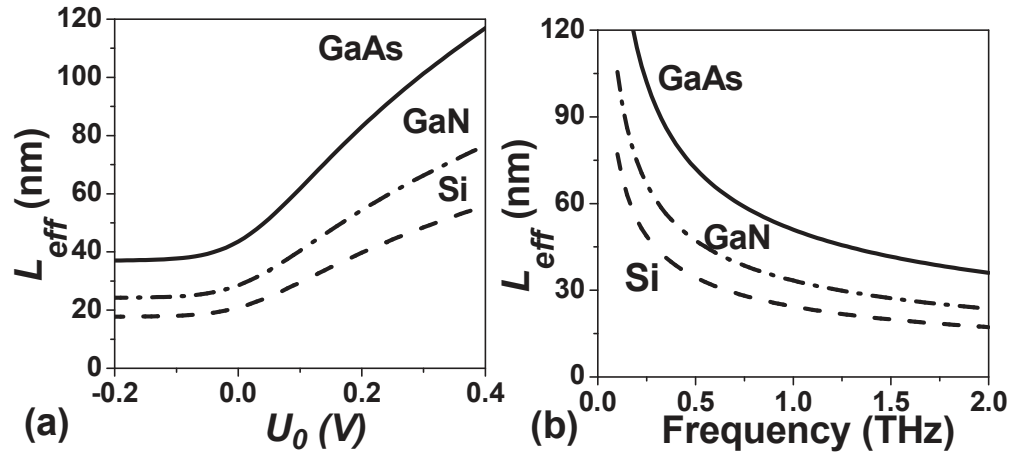 120
100
80
60
40
20
0
L_eff (nm)
GaAs
GaN
Si
-0.2 0.0 0.2 0.4
(a)
U_0 (V)
120
90
60
30
0
L_eff (nm)
GaAs
GaN
Si
0.0 0.5 1.0 1.5 2.0
(b)
Frequency (THz)